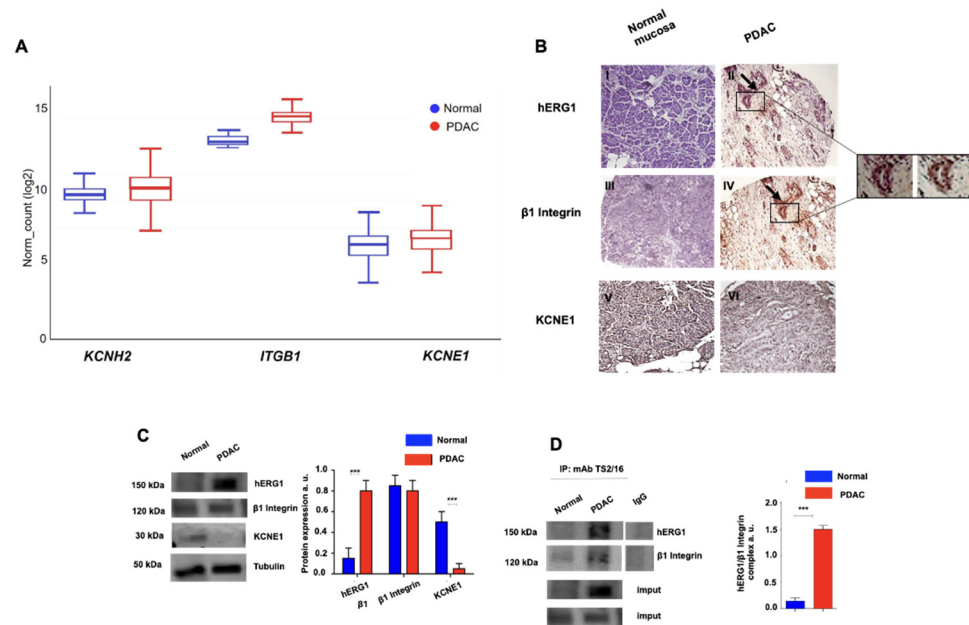 A
Norm_count (log2)
15
10
5
0
Normal
PDAC
KCNH2 ITGB1 KCNE1
B
Normal mucosa
PDAC
hERG1
I II
β1 Integrin
III IV
KCNE1
V VI
C
Normal PDAC
150 kDa hERG1
120 kDa β1 Integrin
30 kDa KCNE1
50 kDa Tubulin
Normal
PDAC
Protein expression a. u.
1.0
0.8
0.6
0.4
0.2
0.0
*** ***
hERG1 β1 Integrin KCNE1
β1
D
IP: mAb TS2/16
Normal PDAC IgG
150 kDa hERG1
120 kDa β1 Integrin
imput
imput
Normal
PDAC
hERG1/β1 Integrin
complex a. u.
2.0
1.5
1.0
0.5
0.0
***